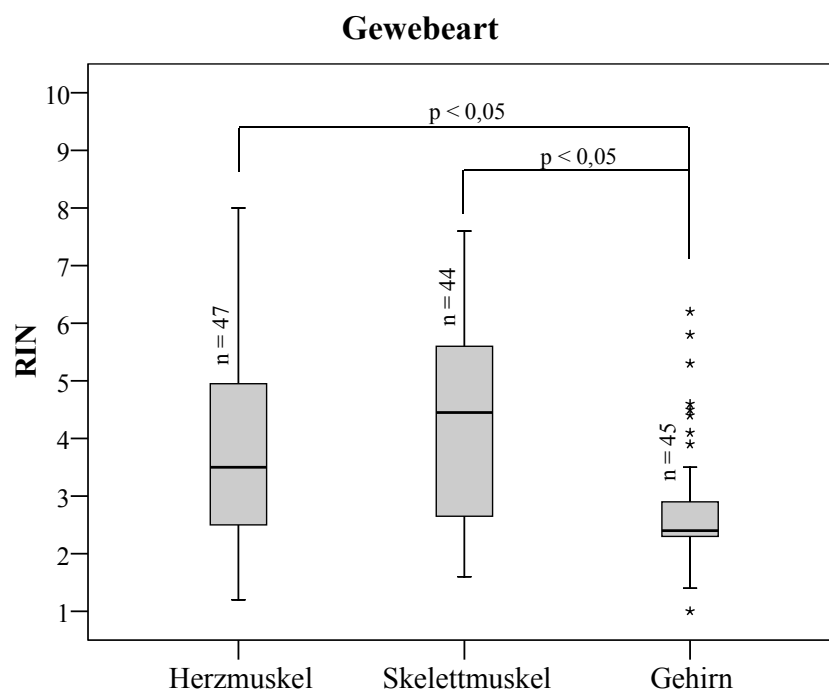 Gewebeart
10
9
8
7
6
5
4
3
2
1
RIN
p < 0,05
p < 0,05
n = 47
n = 44
n = 45
Herzmuskel Skelettmuskel Gehirn